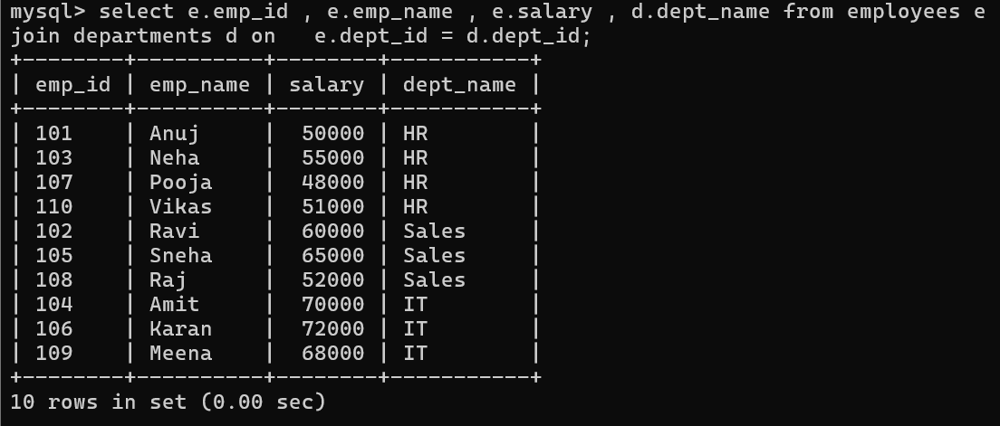 mysql> select e.emp_id , e.emp_name , e.salary , d.dept_name from employees e
join departments d on   e.dept_id = d.dept_id;
+--------+----------+--------+-----------+
| emp_id | emp_name | salary | dept_name |
+--------+----------+--------+-----------+
| 101    | Anuj     |  50000 | HR        |
| 103    | Neha     |  55000 | HR        |
| 107    | Pooja    |  48000 | HR        |
| 110    | Vikas    |  51000 | HR        |
| 102    | Ravi     |  60000 | Sales     |
| 105    | Sneha    |  65000 | Sales     |
| 108    | Raj      |  52000 | Sales     |
| 104    | Amit     |  70000 | IT        |
| 106    | Karan    |  72000 | IT        |
| 109    | Meena    |  68000 | IT        |
+--------+----------+--------+-----------+
10 rows in set (0.00 sec)